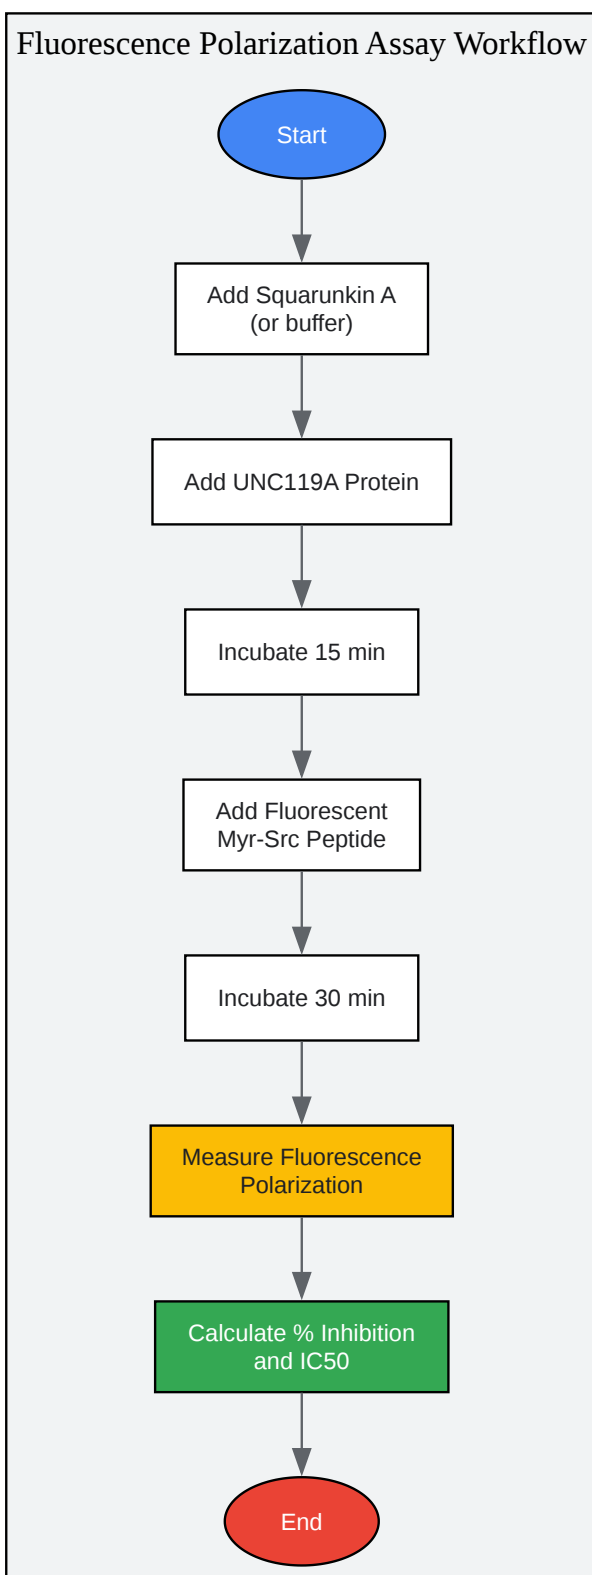 Fluorescence Polarization Assay Workflow
Start
Add Squarunkin A
(or buffer)
Add UNC119A Protein
Incubate 15 min
Add Fluorescent
Myr-Src Peptide
Incubate 30 min
Measure Fluorescence
Polarization
Calculate % Inhibition
and IC50
End